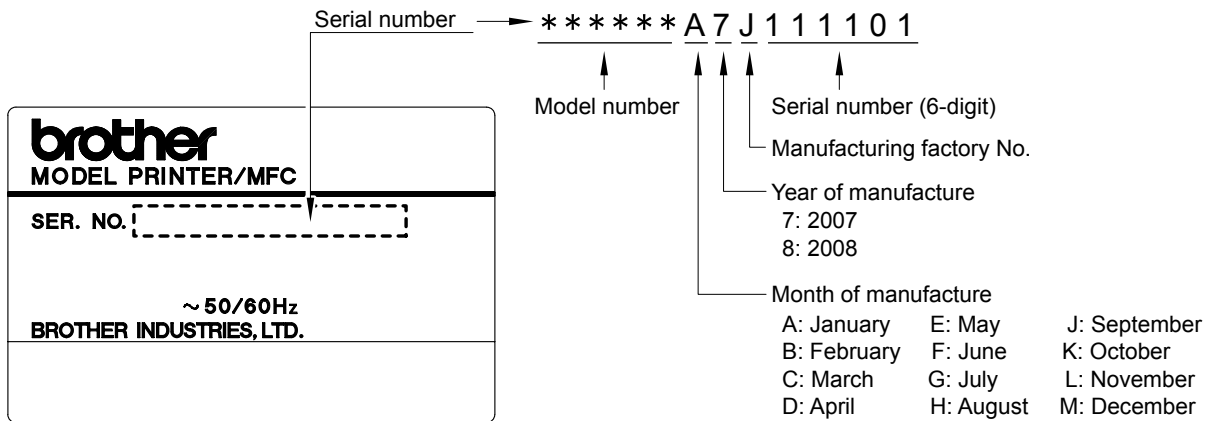 Serial number
******A7J111101
Model number
Serial number (6-digit)
Manufacturing factory No.
Year of manufacture
7: 2007
8: 2008
Month of manufacture
A: January E: May J: September
B: February F: June K: October
C: March G: July L: November
D: April H: August M: December
brother
MODEL PRINTER/MFC
SER. NO.
~50/60Hz
BROTHER INDUSTRIES, LTD.